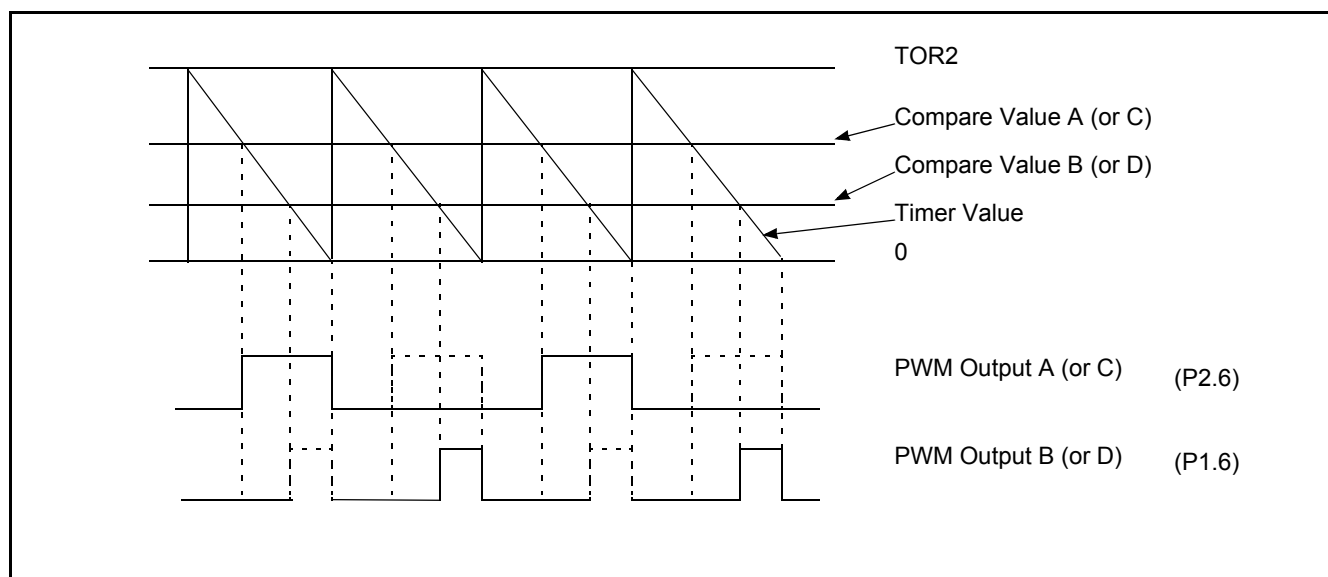 TOR2
Compare Value A (or C)
Compare Value B (or D)
Timer Value
0
PWM Output A (or C) (P2.6)
PWM Output B (or D) (P1.6)